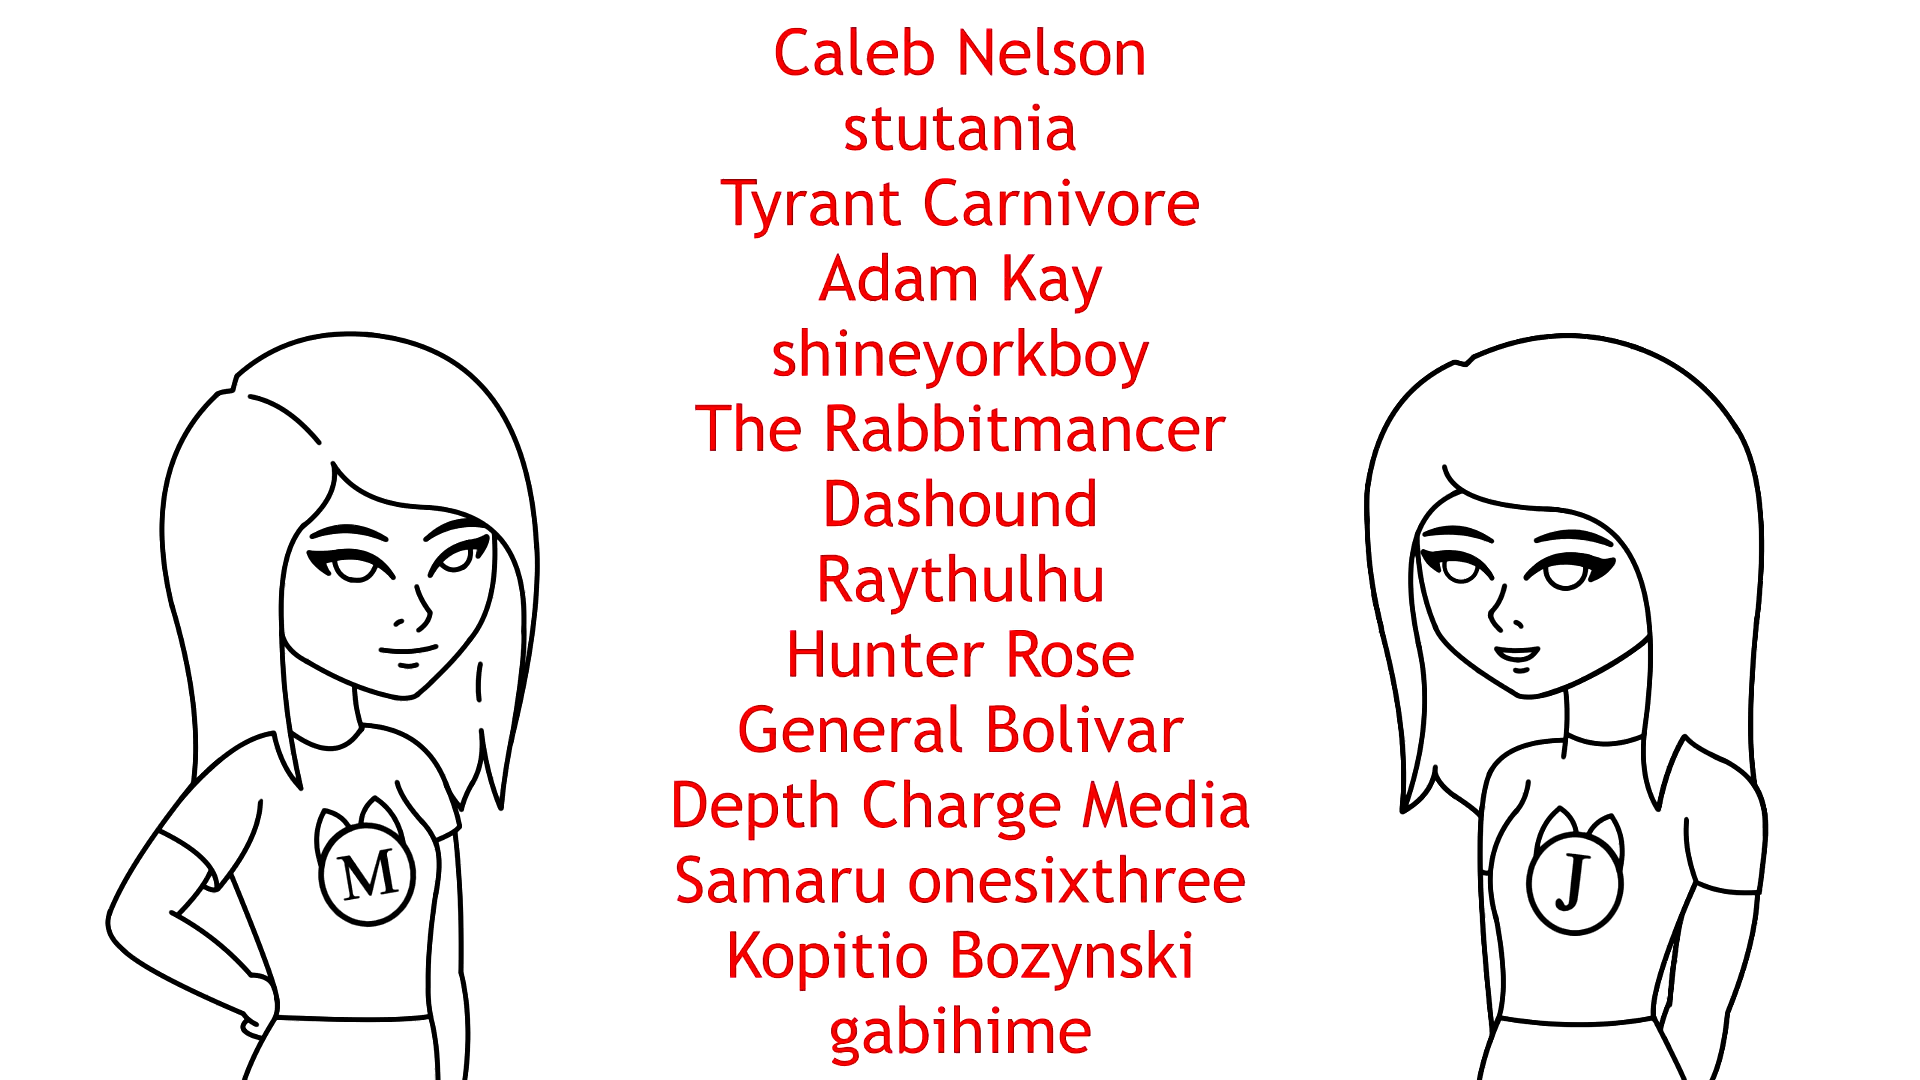 Caleb Nelson
stutania
Tyrant Carnivore
Adam Kay
shineyorkboy
The Rabbitmancer
Dashound
Raythulhu
Hunter Rose
General Bolivar
Depth Charge Media
Samaru onesixthree
Kopitio Bozynski
gabihime
M
J